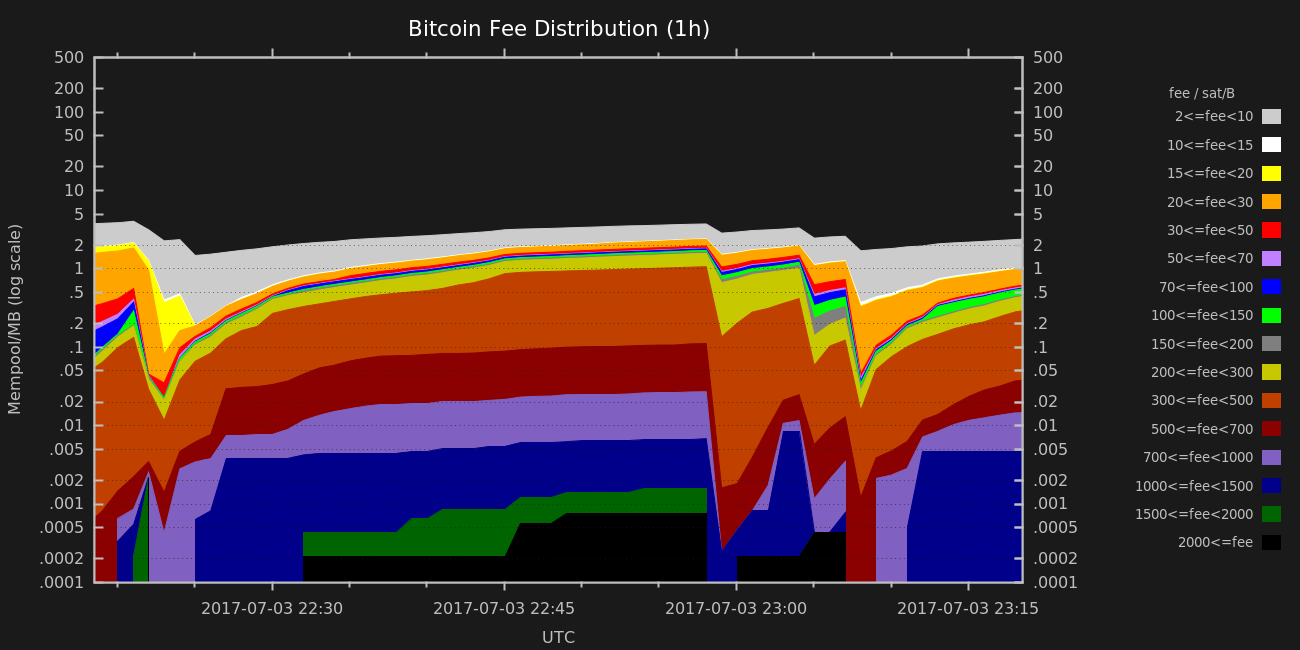 Bitcoin Fee Distribution (1h)
500
200
100
50
20
10
5
2
1
.5
.2
.1
.05
.02
.01
.005
.002
.001
.0005
.0002
.0001
Mempool/MB (log scale)
500
200
100
50
20
10
5
2
1
.5
.2
.1
.05
.02
.01
.005
.002
.001
.0005
.0002
.0001
2017-07-03 22:30
2017-07-03 22:45
2017-07-03 23:00
2017-07-03 23:15
UTC
fee / sat/B
2<=fee<10
10<=fee<15
15<=fee<20
20<=fee<30
30<=fee<50
50<=fee<70
70<=fee<100
100<=fee<150
150<=fee<200
200<=fee<300
300<=fee<500
500<=fee<700
700<=fee<1000
1000<=fee<1500
1500<=fee<2000
2000<=fee